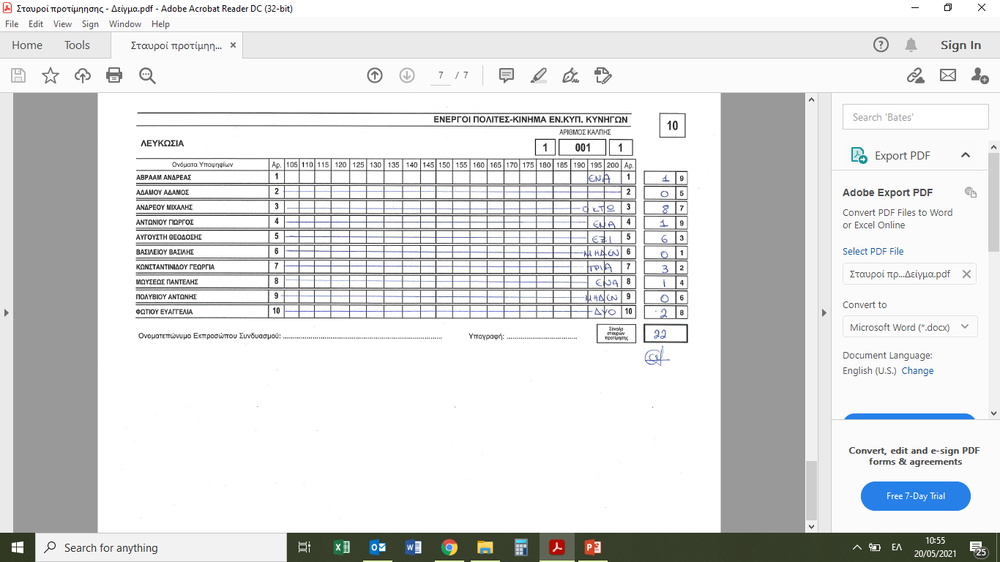 Σταυροί προτίμηησης - Δείγμα.pdf - Adobe Acrobat Reader DC (32-bit)
File Edit View Sign Window Help
Home Tools Σταυροί προτίμη... × Sign In
7 / 7
ΕΝΕΡΓΟΙ ΠΟΛΙΤΕΣ-ΚΙΝΗΜΑ ΕΝ.ΚΥΠ. ΚΥΝΗΓΩΝ 10
ΑΡΙΘΜΟΣ ΚΑΛΠΗΣ
ΛΕΥΚΩΣΙΑ 1 001 1
Ονόματα Υποψηφίων Αρ. 105 110 115 120 125 130 135 140 145 150 155 160 165 170 175 180 185 190 195 200 Αρ.
ΑΒΡΑΑΜ ΑΝΔΡΕΑΣ 1 ΕΝΑ 1 1 9
ΑΔΑΜΟΥ ΑΔΑΜΟΣ 2 2 0 5
ΑΝΔΡΕΟΥ ΜΙΧΑΛΗΣ 3 ΟΚΤΩ 3 8 7
ΑΝΤΩΝΙΟΥ ΓΙΩΡΓΟΣ 4 ΕΝΑ 4 1 9
ΑΥΓΟΥΣΤΗ ΘΕΟΔΟΣΗΣ 5 ΕΞΙ 5 6 3
ΒΑΣΙΛΕΙΟΥ ΒΑΣΙΛΗΣ 6 ΜΗΔΕΝ 6 0 1
ΚΩΝΣΤΑΝΤΙΝΙΔΟΥ ΓΕΩΡΓΙΑ 7 ΤΡΙΑ 7 3 2
ΜΩΥΣΕΩΣ ΠΑΝΤΕΛΗΣ 8 ΕΝΑ 8 1 4
ΠΟΛΥΒΙΟΥ ΑΝΤΩΝΗΣ 9 ΜΗΔΕΝ 9 0 6
ΦΩΤΙΟΥ ΕΥΑΓΓΕΛΙΑ 10 ΔΥΟ 10 2 8
Ονοματεπώνυμο Εκπροσώπου Συνδυασμού: .................... Υπογραφή: .................... Σύνολο σταυρών προτίμησης 22
Search 'Bates'
Export PDF
Adobe Export PDF
Convert PDF Files to Word
or Excel Online
Select PDF File
Σταυροί πρ...Δείγμα.pdf
Convert to
Microsoft Word (*.docx)
Document Language:
English (U.S.) Change
Convert, edit and e-sign PDF
forms & agreements
Free 7-Day Trial
Search for anything
ΕΛ
10:55
20/05/2021
25